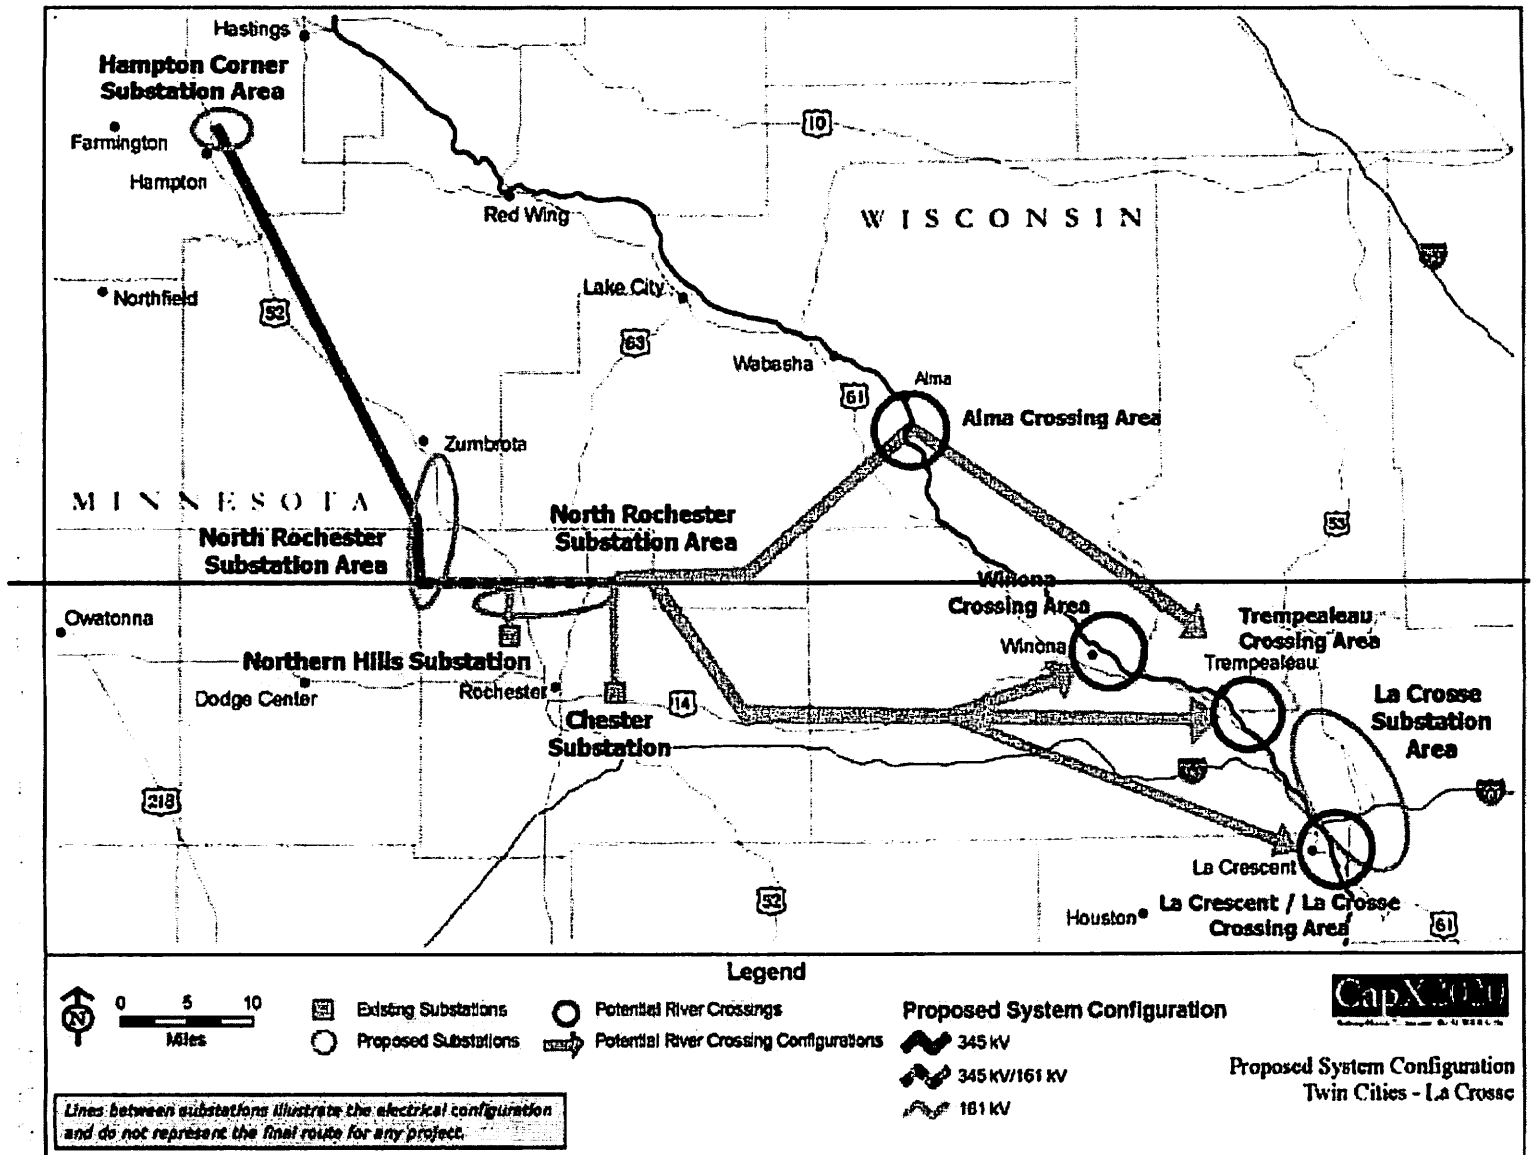 Hastings
Hampton Corner
Substation Area
Farmington
Hampton
10
Red Wing
WISCONSIN
Northfield
52
Lake City
63
Wabasha
61
Alma
Alma Crossing Area
Zumbrota
MINNESOTA
North Rochester
Substation Area
North Rochester
Substation Area
53
Winona
Crossing Area
Winona
Owatonna
Trempealeau
Crossing Area
Trempealeau
Northern Hills Substation
Dodge Center
Rochester
14
Chester
Substation
La Crosse
Substation
Area
218
La Crescent
52
Houston
La Crescent / La Crosse
Crossing Area
61
Legend
N
0 5 10
Miles
Existing Substations
Proposed Substations
Potential River Crossings
Potential River Crossing Configurations
Proposed System Configuration
345 kV
345 kV/161 kV
161 kV
CapX2020
Proposed System Configuration
Twin Cities - La Crosse
Lines between substations illustrate the electrical configuration
and do not represent the final route for any project.